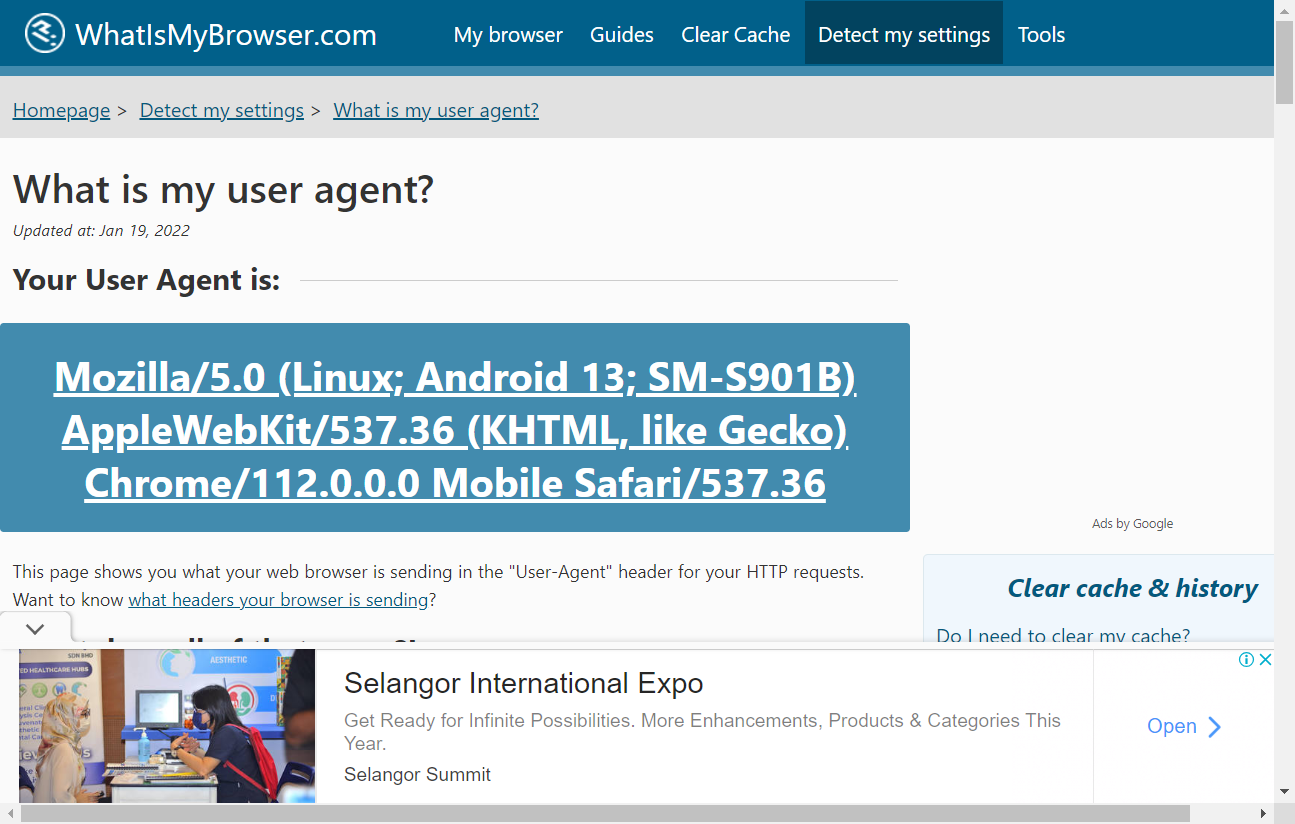 WhatIsMyBrowser.com
My browser
Guides
Clear Cache
Detect my settings
Tools
Homepage > Detect my settings > What is my user agent?
What is my user agent?
Updated at: Jan 19, 2022
Your User Agent is:
Mozilla/5.0 (Linux; Android 13; SM-S901B)
AppleWebKit/537.36 (KHTML, like Gecko)
Chrome/112.0.0.0 Mobile Safari/537.36
Ads by Google
This page shows you what your web browser is sending in the "User-Agent" header for your HTTP requests.
Want to know what headers your browser is sending?
Clear cache & history
Do I need to clear my cache?
SDN BHD
ED HEALTHCARE HUBS
AESTHETIC
Selangor International Expo
Get Ready for Infinite Possibilities. More Enhancements, Products & Categories This
Year.
Selangor Summit
Open